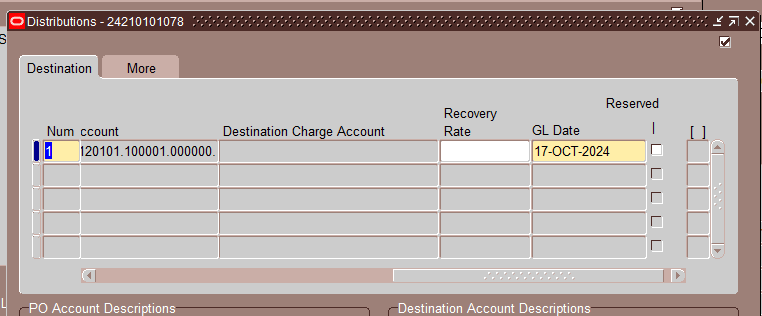 Distributions - 24210101078
Destination
More
Reserved
Recovery
Num
ccount
Destination Charge Account
Rate
GL Date
[ ]
1
120101.100001.000000.
17-OCT-2024
PO Account Descriptions
Destination Account Descriptions